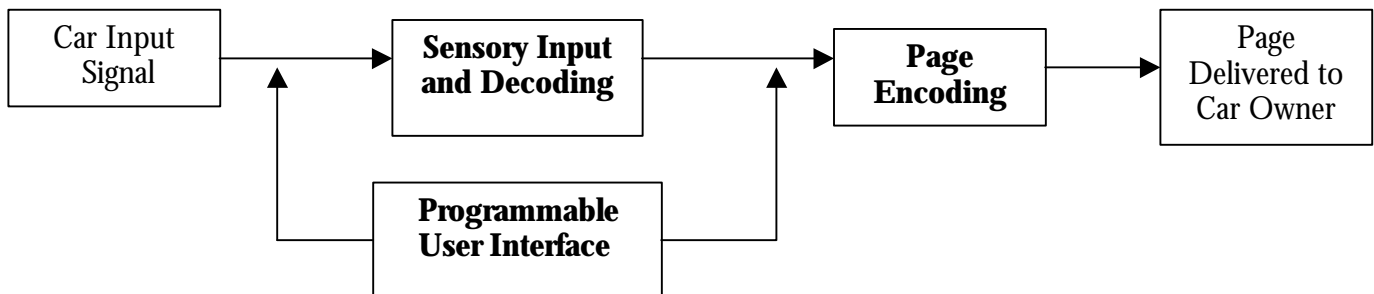 Car Input
Signal
Sensory Input
and Decoding
Page
Encoding
Page
Delivered to
Car Owner
Programmable
User Interface